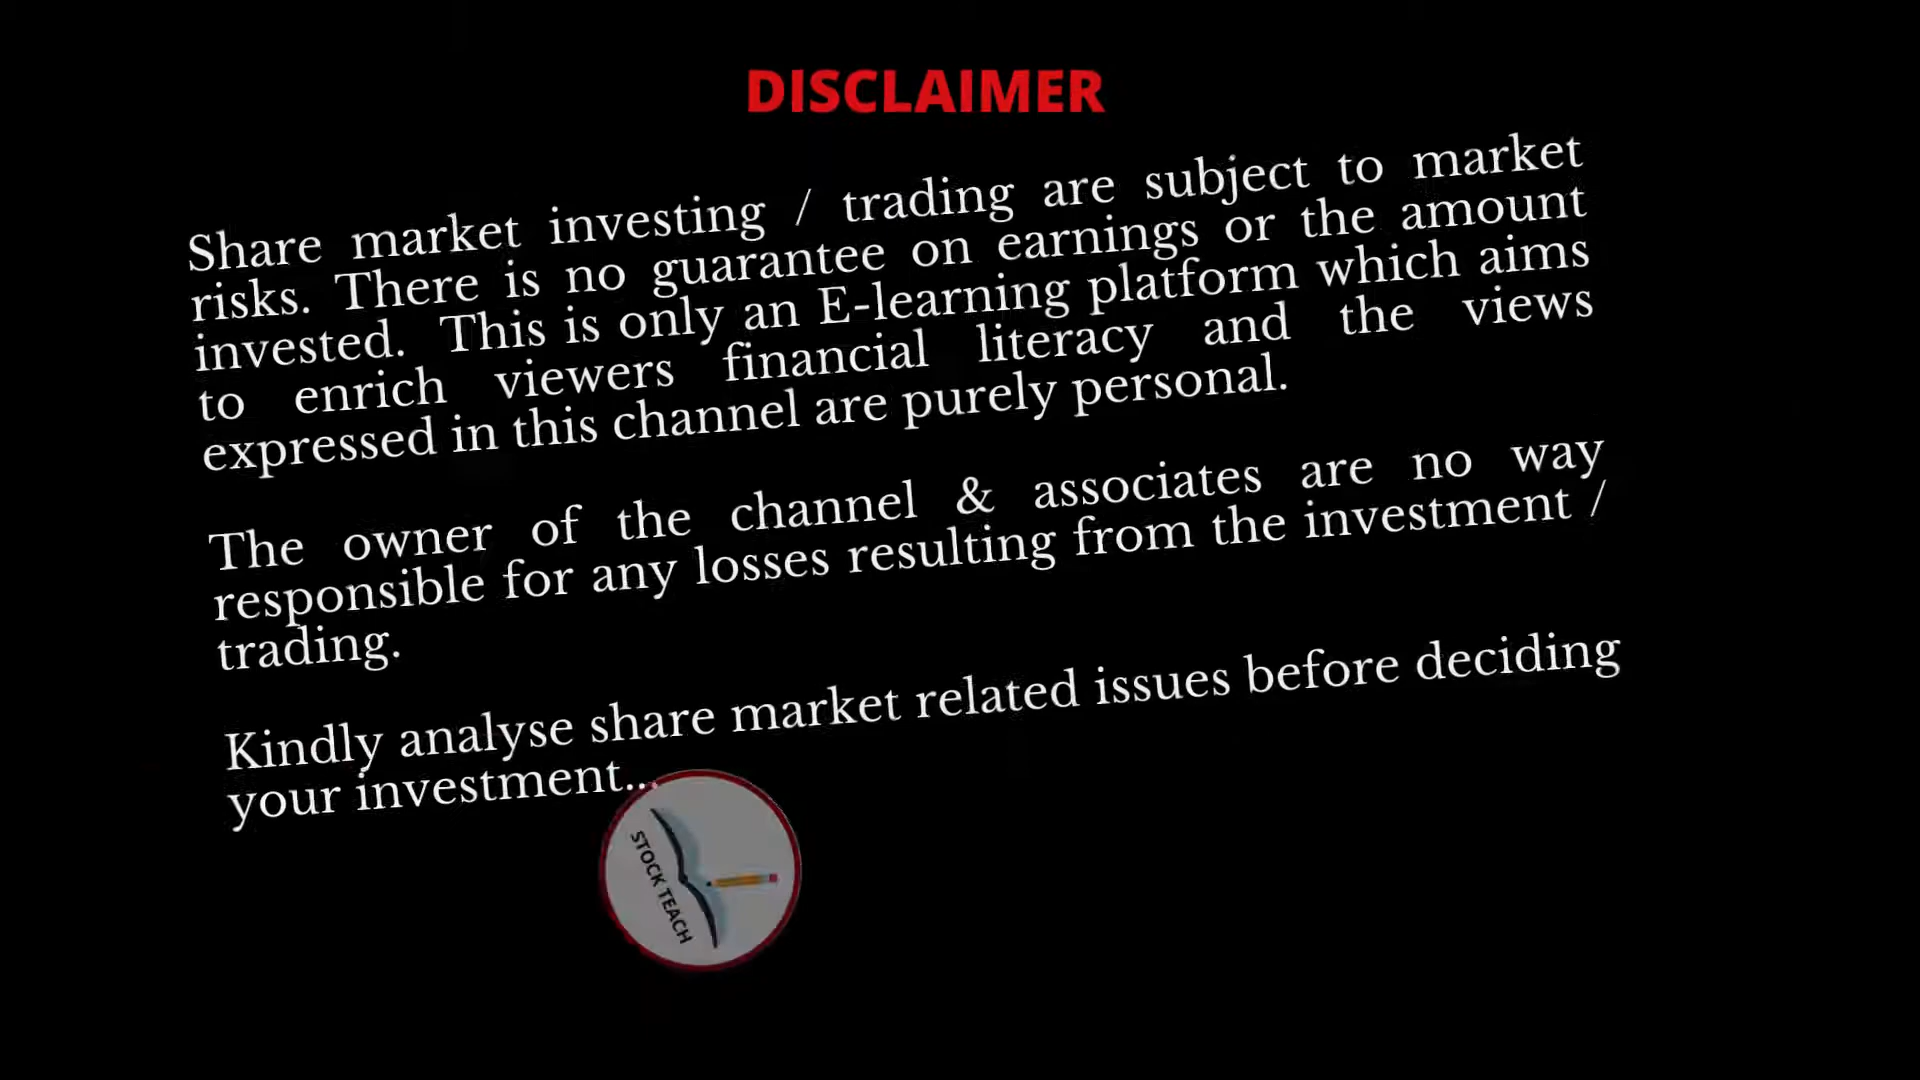 DISCLAIMER
Share market investing / trading are subject to market
risks. There is no guarantee on earnings or the amount
invested. This is only an E-learning platform which aims
to enrich viewers financial literacy and the views
expressed in this channel are purely personal.
The owner of the channel & associates are no way
responsible for any losses resulting from the investment /
trading.
Kindly analyse share market related issues before deciding
your investment...
STOCK TEACH